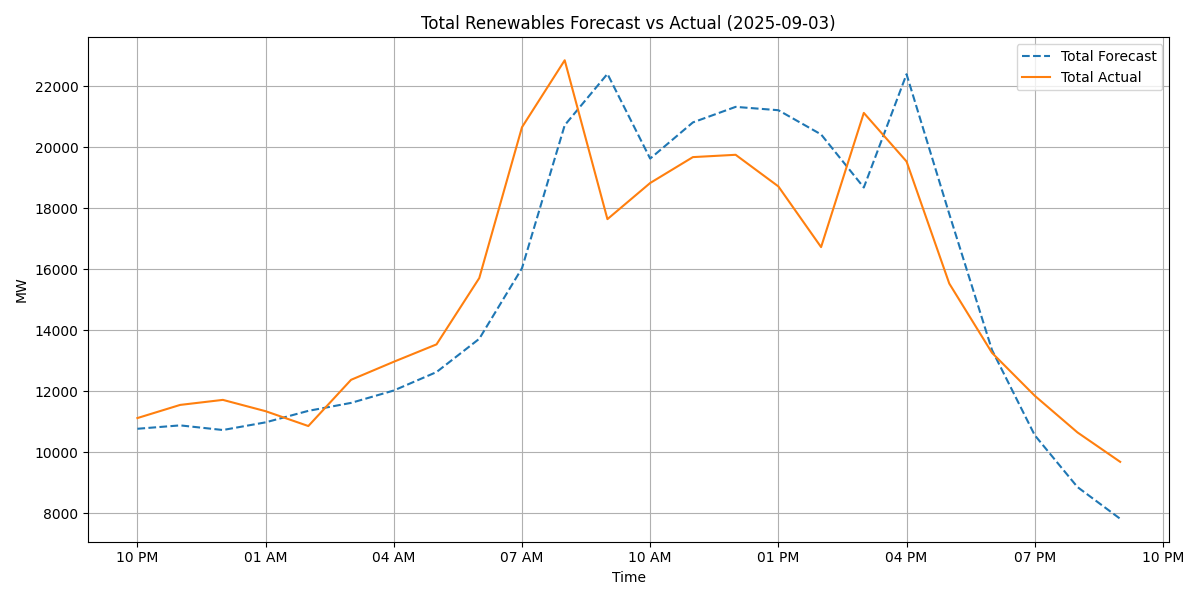 Total Renewables Forecast vs Actual (2025-09-03)
Total Forecast
Total Actual
22000
20000
18000
16000
14000
12000
10000
8000
MW
10 PM 01 AM 04 AM 07 AM 10 AM 01 PM 04 PM 07 PM 10 PM
Time